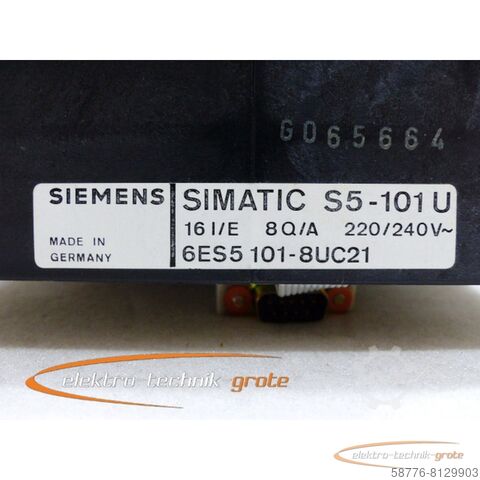 G065664
SIEMENS
SIMATIC S5-101U
16 I/E 8 Q/A 220/240V~
MADE IN
GERMANY
6ES5 101-8UC21
elektro-technik grote
elektro-technik-grote
58776-8129903